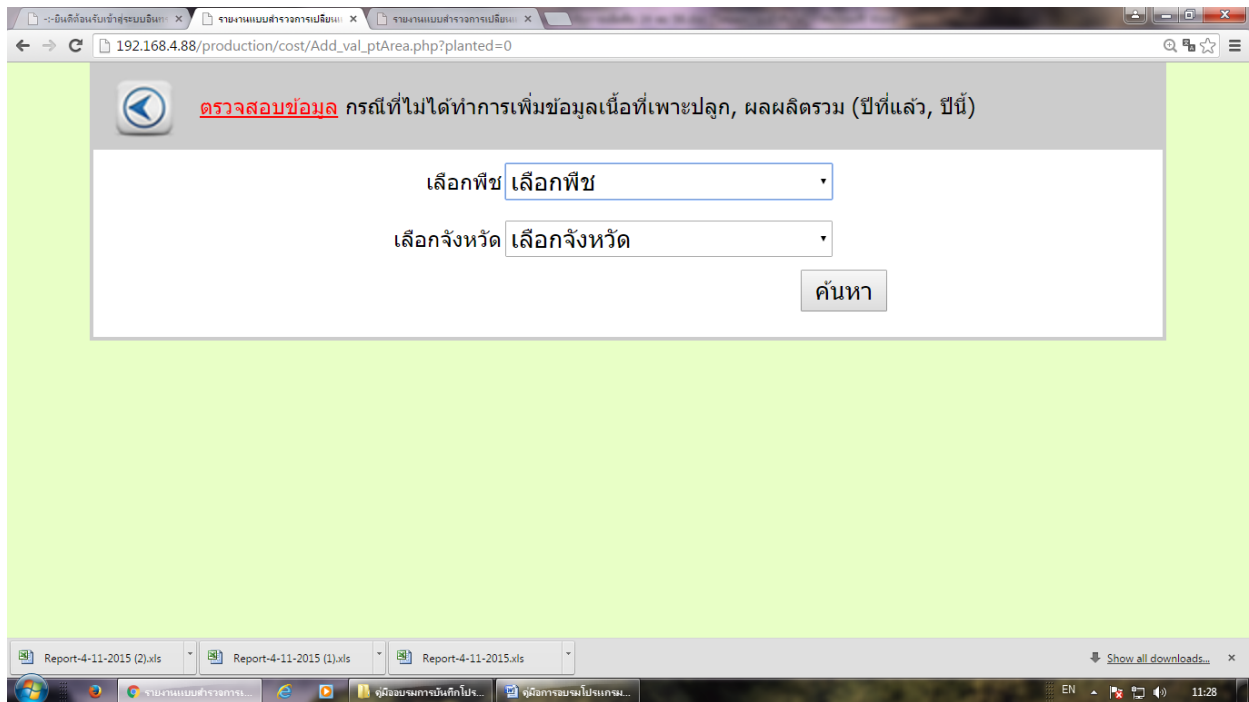 -:-ยินดีต้อนรับเข้าสู่ระบบอินทร
รายงานแบบสำรวจการเปลี่ยนแ
รายงานแบบสำรวจการเปลี่ยนแ
192.168.4.88/production/cost/Add_val_ptArea.php?planted=0
ตรวจสอบข้อมูล กรณีที่ไม่ได้ทำการเพิ่มข้อมูลเนื้อที่เพาะปลูก, ผลผลิตรวม (ปีที่แล้ว, ปีนี้)
เลือกพืช เลือกพืช
เลือกจังหวัด เลือกจังหวัด
ค้นหา
Report-4-11-2015 (2).xls
Report-4-11-2015 (1).xls
Report-4-11-2015.xls
Show all downloads...
รายงานแบบสำรวจการเ...
คู่มืออบรมการบันทึกโปร...
คู่มือการอบรมโปรแกรม...
EN
11:28